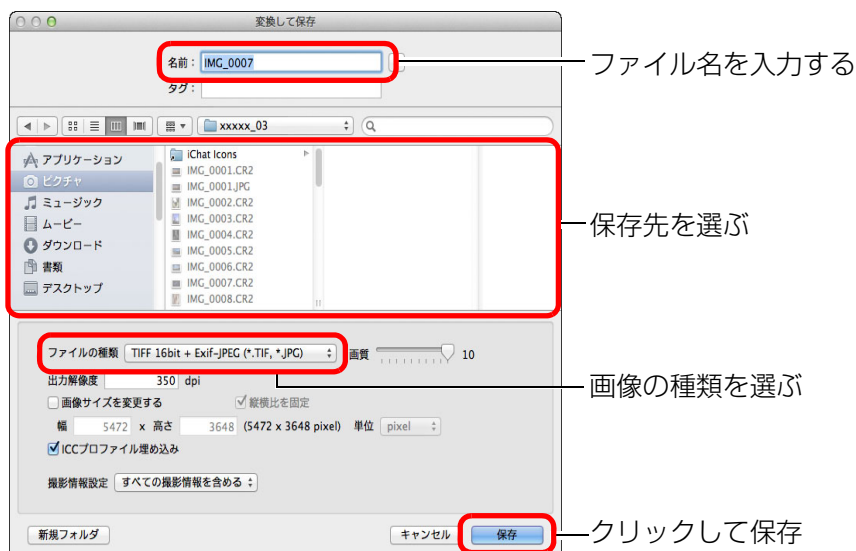 変換して保存
名前： IMG_0007
ファイル名を入力する
タグ：
xxxxx_03
アプリケーション
ピクチャ
ミュージック
ムービー
ダウンロード
書類
デスクトップ
iChat Icons
IMG_0001.CR2
IMG_0001.JPG
IMG_0002.CR2
IMG_0003.CR2
IMG_0004.CR2
IMG_0005.CR2
IMG_0006.CR2
IMG_0007.CR2
IMG_0008.CR2
保存先を選ぶ
ファイルの種類 TIFF 16bit + Exif-JPEG (*.TIF, *.JPG) 画質 10
出力解像度 350 dpi
画像の種類を選ぶ
画像サイズを変更する 縦横比を固定
幅 5472 x 高さ 3648 (5472 x 3648 pixel) 単位 pixel
ICCプロファイル埋め込み
撮影情報設定 すべての撮影情報を含める
新規フォルダ キャンセル 保存
クリックして保存